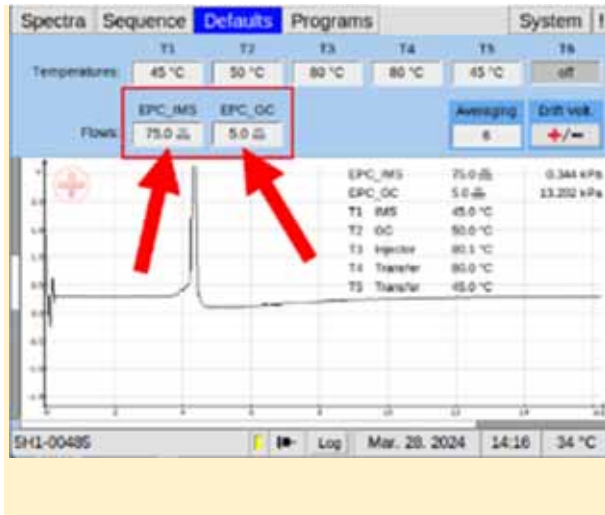 Spectra Sequence Defaults Programs System
T1 T2 T3 T4 T5 T6
Temperatures: 45 °C 50 °C 80 °C 80 °C 45 °C off
EPC_IMS EPC_GC Averaging Drift volt.
Flows: 75.0 5.0 6 +/-
EPC_IMS 75.0 0.344 kPa
EPC_GC 5.0 13.202 kPa
T1 IMS 45.0 °C
T2 GC 50.0 °C
T3 Injector 80.1 °C
T4 Transfer 80.0 °C
T5 Transfer 45.0 °C
5H1-00485 Log Mar. 28. 2024 14:16 34 °C